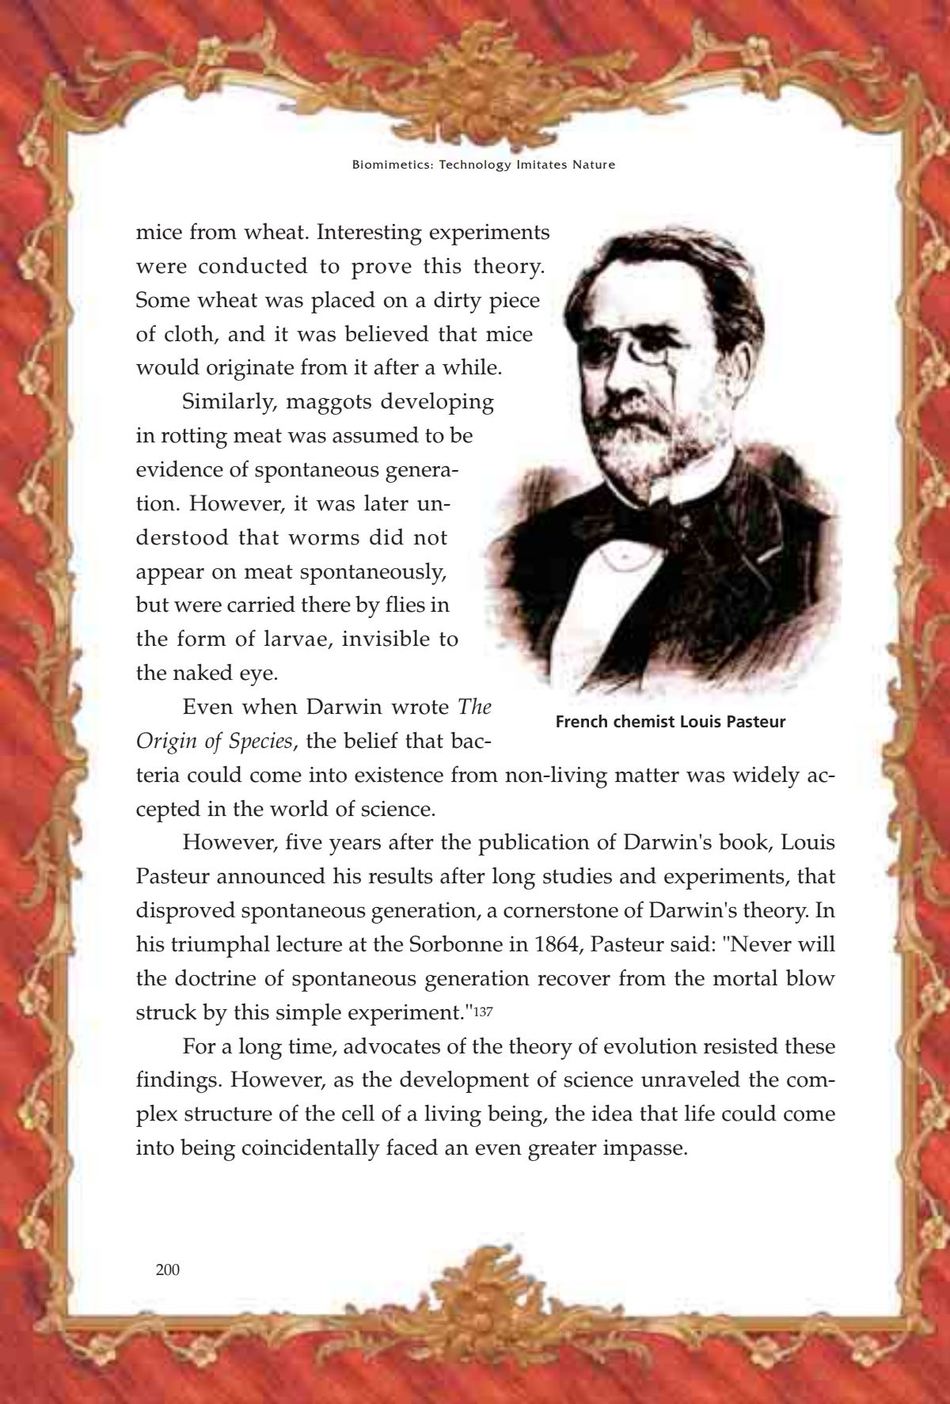 Biomimetics: Technology Imitates Nature
mice from wheat. Interesting experiments
were conducted to prove this theory.
Some wheat was placed on a dirty piece
of cloth, and it was believed that mice
would originate from it after a while.
Similarly, maggots developing
in rotting meat was assumed to be
evidence of spontaneous genera-
tion. However, it was later un-
derstood that worms did not
appear on meat spontaneously,
but were carried there by flies in
the form of larvae, invisible to
the naked eye.
Even when Darwin wrote The
Origin of Species, the belief that bac-
teria could come into existence from non-living matter was widely ac-
cepted in the world of science.
However, five years after the publication of Darwin's book, Louis
Pasteur announced his results after long studies and experiments, that
disproved spontaneous generation, a cornerstone of Darwin's theory. In
his triumphal lecture at the Sorbonne in 1864, Pasteur said: "Never will
the doctrine of spontaneous generation recover from the mortal blow
struck by this simple experiment."137
For a long time, advocates of the theory of evolution resisted these
findings. However, as the development of science unraveled the com-
plex structure of the cell of a living being, the idea that life could come
into being coincidentally faced an even greater impasse.
French chemist Louis Pasteur
200